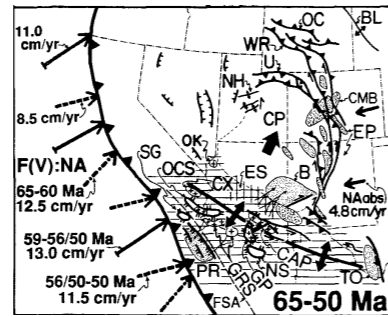 OC
BL
11.0
cm/yr
WR
U
NH
CMB
8.5 cm/yr
CP
EP
OK
F(V):NA
SG
OCS
65-60 Ma
12.5 cm/yr
CX
ES
B
NAabs
4.8cm/yr
59-56/50 Ma
13.0 cm/yr
CAP
56/50-50 Ma
11.5 cm/yr
PR
GRS
GP
NS
TO
FSA
65-50 Ma